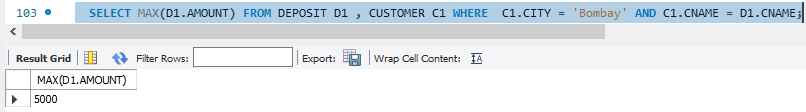 103 SELECT MAX(D1.AMOUNT) FROM DEPOSIT D1 , CUSTOMER C1 WHERE  C1.CITY = 'Bombay' AND C1.CNAME = D1.CNAME;
Result Grid Filter Rows: Export: Wrap Cell Content:
MAX(D1.AMOUNT)
5000